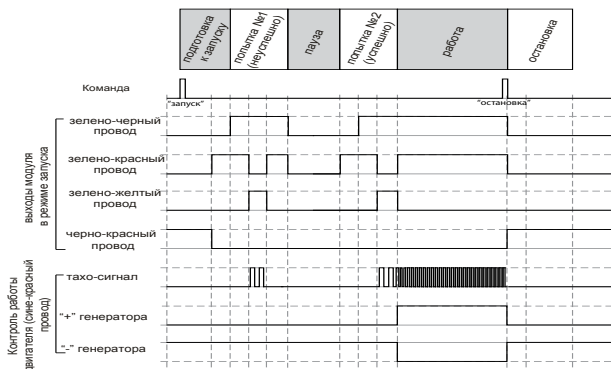 подготовка
к запуску
попытка №1
(неуспешно)
пауза
попытка №2
(успешно)
работа
остановка
Команда
"запуск"
"остановка"
выходы модуля
в режиме запуска
зелено-черный
провод
зелено-красный
провод
зелено-желтый
провод
черно-красный
провод
Контроль работы
двигателя (сине-красный
провод)
тахо-сигнал
"+" генератора
"-" генератора